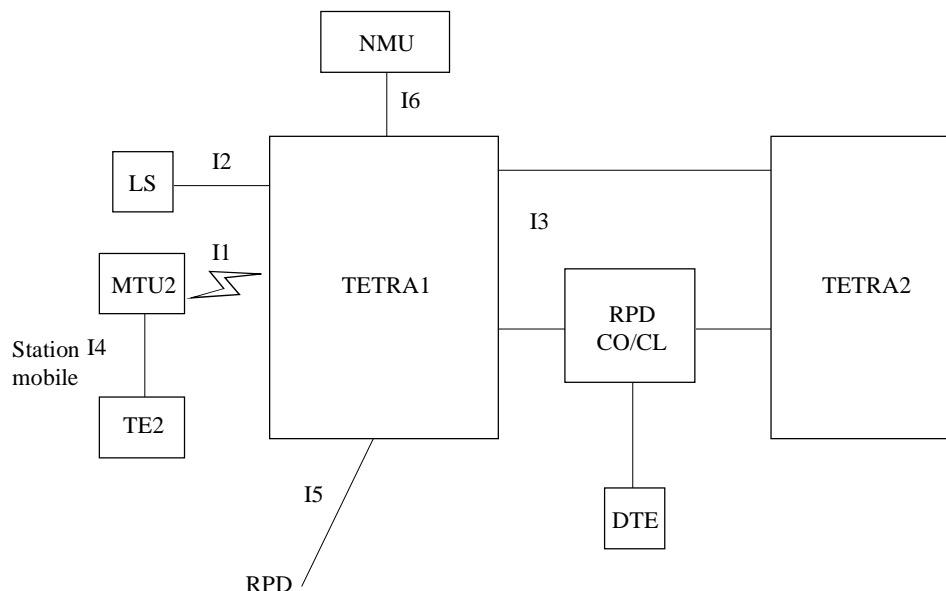 NMU
I6
I2
LS
I1
I3
MTU2
TETRA1
TETRA2
RPD
CO/CL
Station
mobile
I4
TE2
I5
DTE
RPD